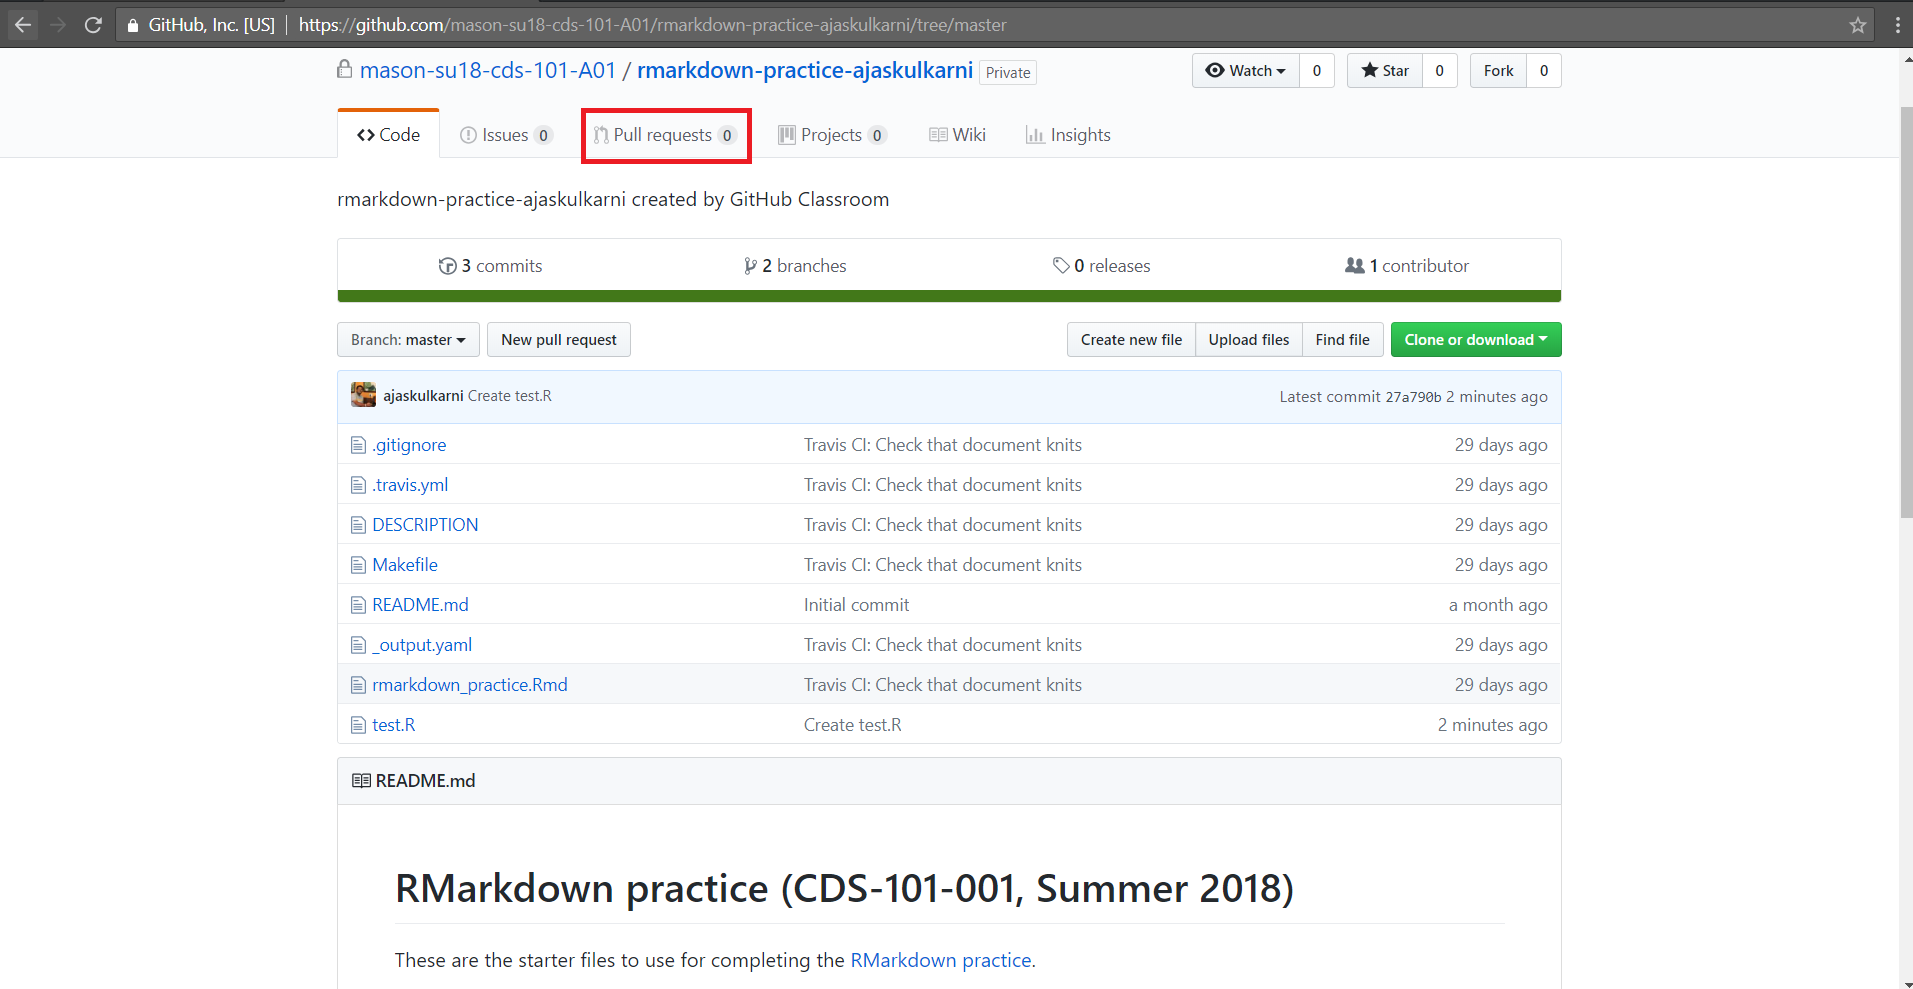 GitHub, Inc. [US] https://github.com/mason-su18-cds-101-A01/rmarkdown-practice-ajaskulkarni/tree/master
mason-su18-cds-101-A01 / rmarkdown-practice-ajaskulkarni Private Watch 0 Star 0 Fork 0
Code Issues 0 Pull requests 0 Projects 0 Wiki Insights
rmarkdown-practice-ajaskulkarni created by GitHub Classroom
3 commits 2 branches 0 releases 1 contributor
Branch: master New pull request Create new file Upload files Find file Clone or download
ajaskulkarni Create test.R Latest commit 27a790b 2 minutes ago
.gitignore Travis CI: Check that document knits 29 days ago
.travis.yml Travis CI: Check that document knits 29 days ago
DESCRIPTION Travis CI: Check that document knits 29 days ago
Makefile Travis CI: Check that document knits 29 days ago
README.md Initial commit a month ago
_output.yaml Travis CI: Check that document knits 29 days ago
rmarkdown_practice.Rmd Travis CI: Check that document knits 29 days ago
test.R Create test.R 2 minutes ago
README.md
RMarkdown practice (CDS-101-001, Summer 2018)
These are the starter files to use for completing the RMarkdown practice.